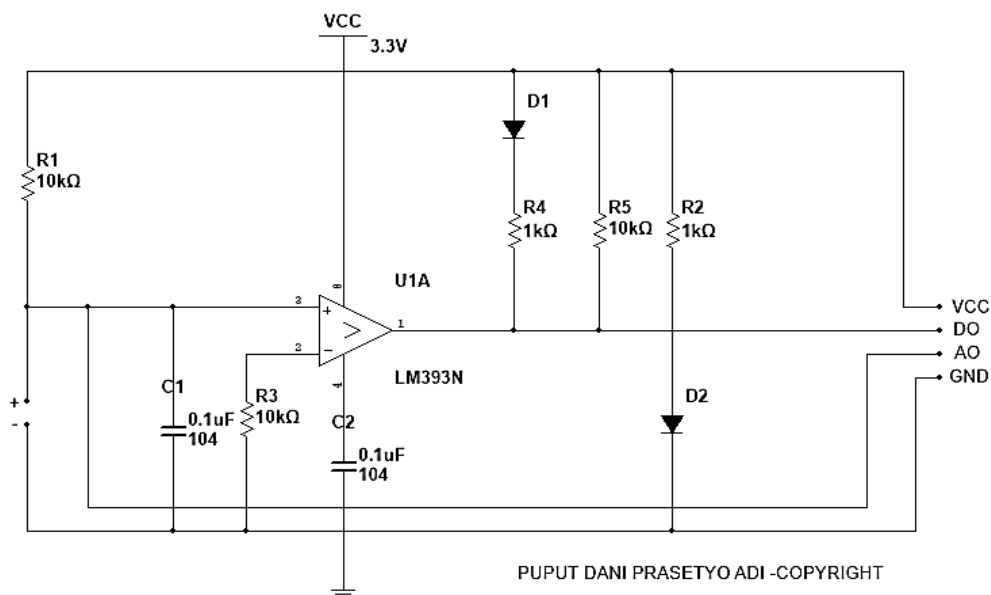 VCC
3.3V
D1
R1
10kΩ
R4
1kΩ
R5
10kΩ
R2
1kΩ
8
U1A
3
+
1
2
−
4
LM393N
VCC
DO
AO
GND
+
-
C1
0.1uF
104
R3
10kΩ
C2
0.1uF
104
D2
PUPUT DANI PRASETYO ADI -COPYRIGHT